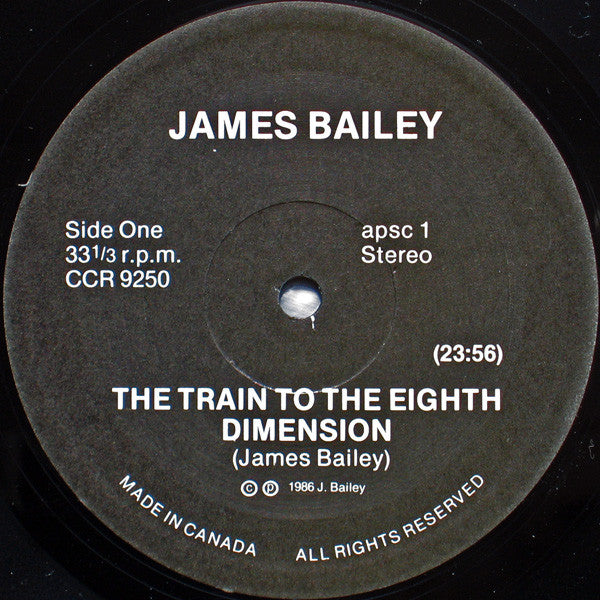 JAMES BAILEY
Side One
33 1/3 r.p.m.
CCR 9250
apsc 1
Stereo
(23:56)
THE TRAIN TO THE EIGHTH
DIMENSION
(James Bailey)
© ℗ 1986 J. Bailey
MADE IN CANADA
ALL RIGHTS RESERVED